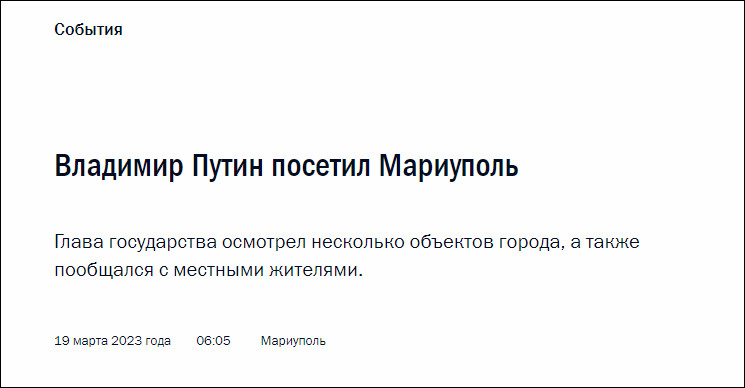 События
Владимир Путин посетил Мариуполь
Глава государства осмотрел несколько объектов города, а также
пообщался с местными жителями.
19 марта 2023 года 06:05 Мариуполь